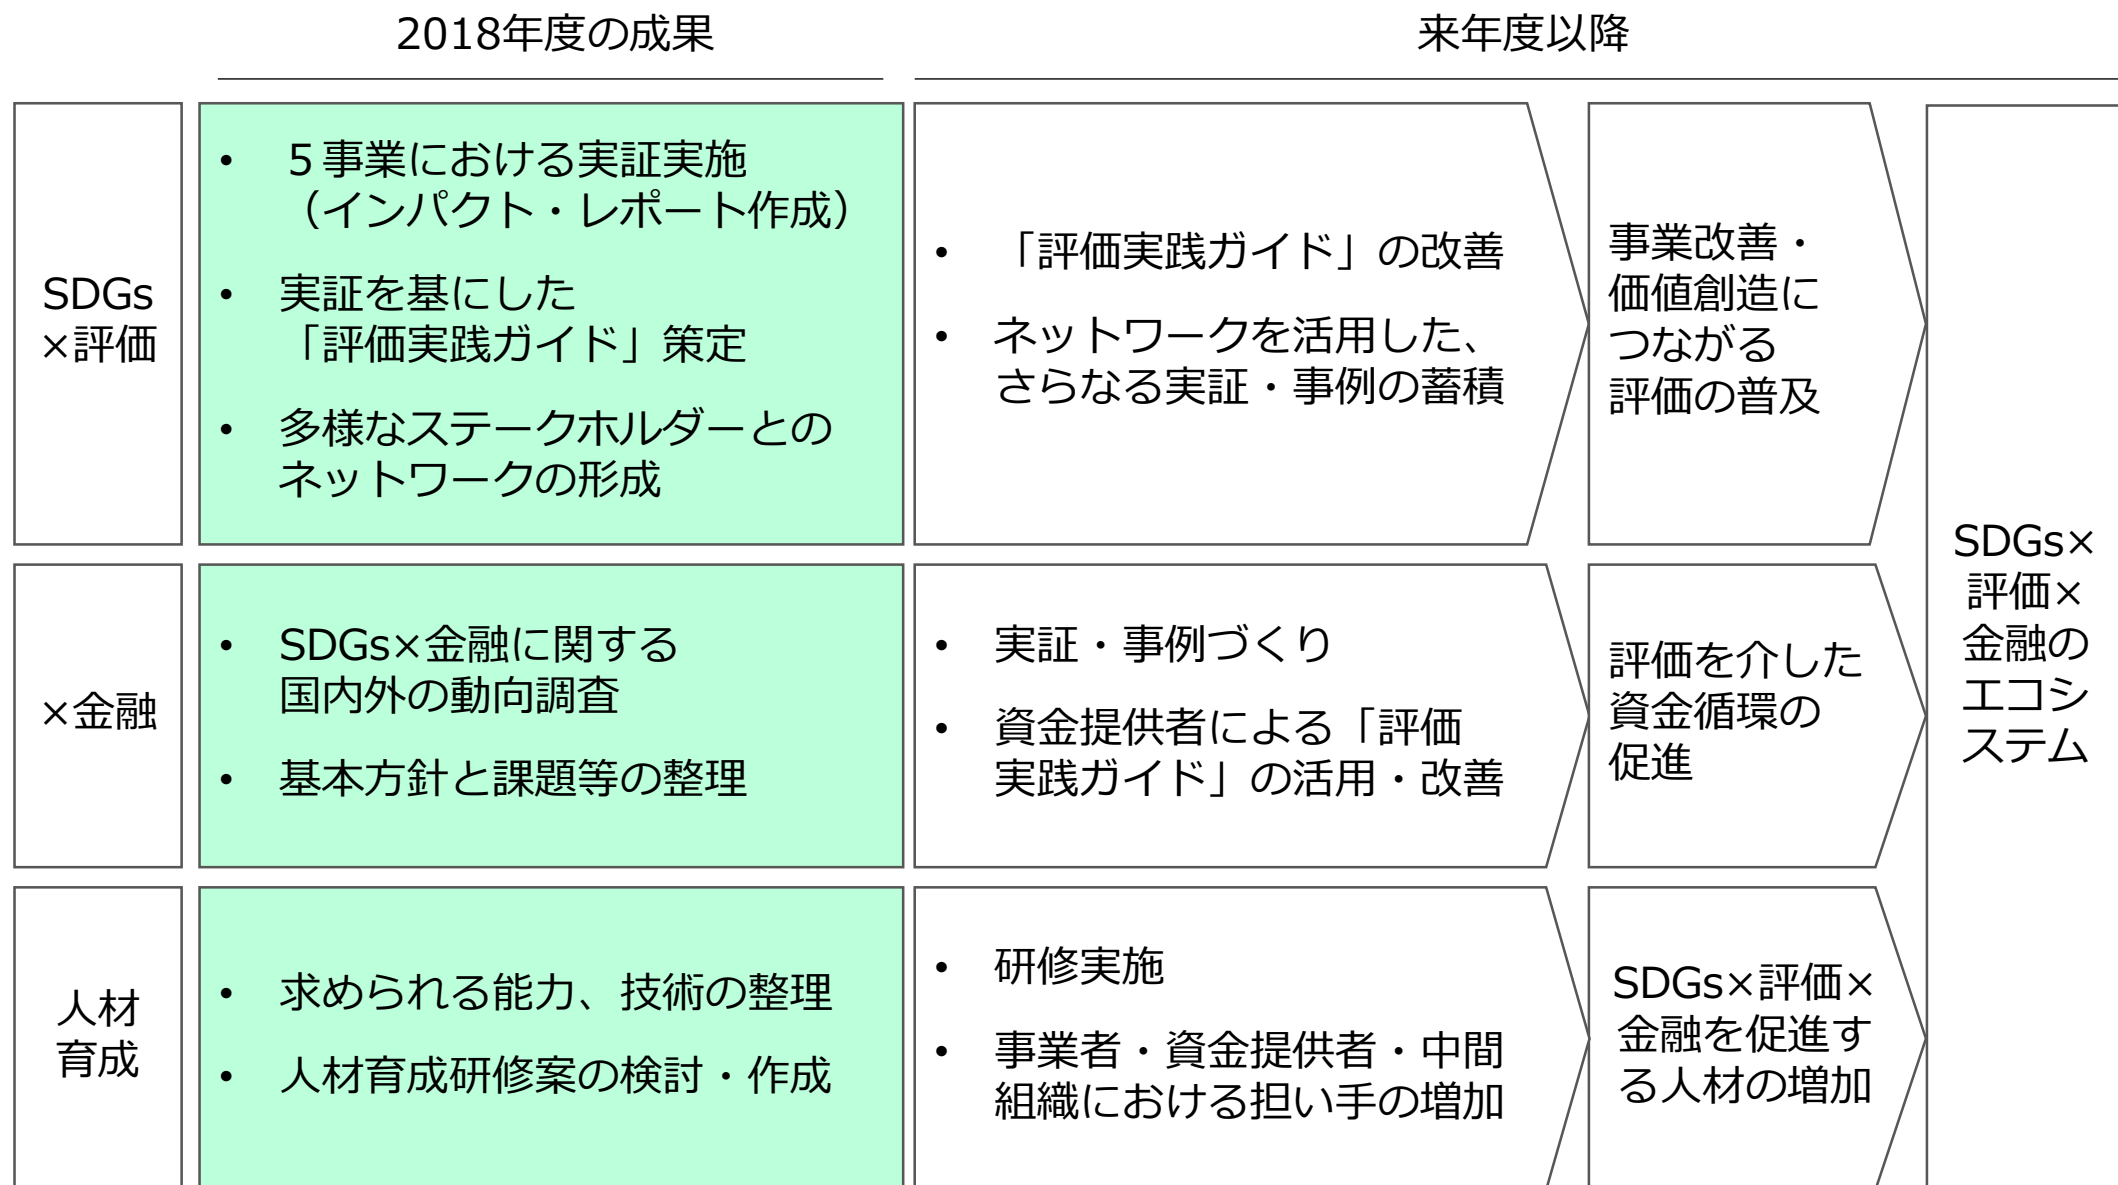 2018年度の成果
来年度以降
SDGs
×評価
• ５事業における実証実施
（インパクト・レポート作成）
• 実証を基にした
「評価実践ガイド」策定
• 多様なステークホルダーとの
ネットワークの形成
• 「評価実践ガイド」の改善
• ネットワークを活用した、
さらなる実証・事例の蓄積
事業改善・
価値創造に
つながる
評価の普及
×金融
• SDGs×金融に関する
国内外の動向調査
• 基本方針と課題等の整理
• 実証・事例づくり
• 資金提供者による「評価
実践ガイド」の活用・改善
評価を介した
資金循環の
促進
人材
育成
• 求められる能力、技術の整理
• 人材育成研修案の検討・作成
• 研修実施
• 事業者・資金提供者・中間
組織における担い手の増加
SDGs×評価×
金融を促進す
る人材の増加
SDGs×
評価×
金融の
エコシ
ステム